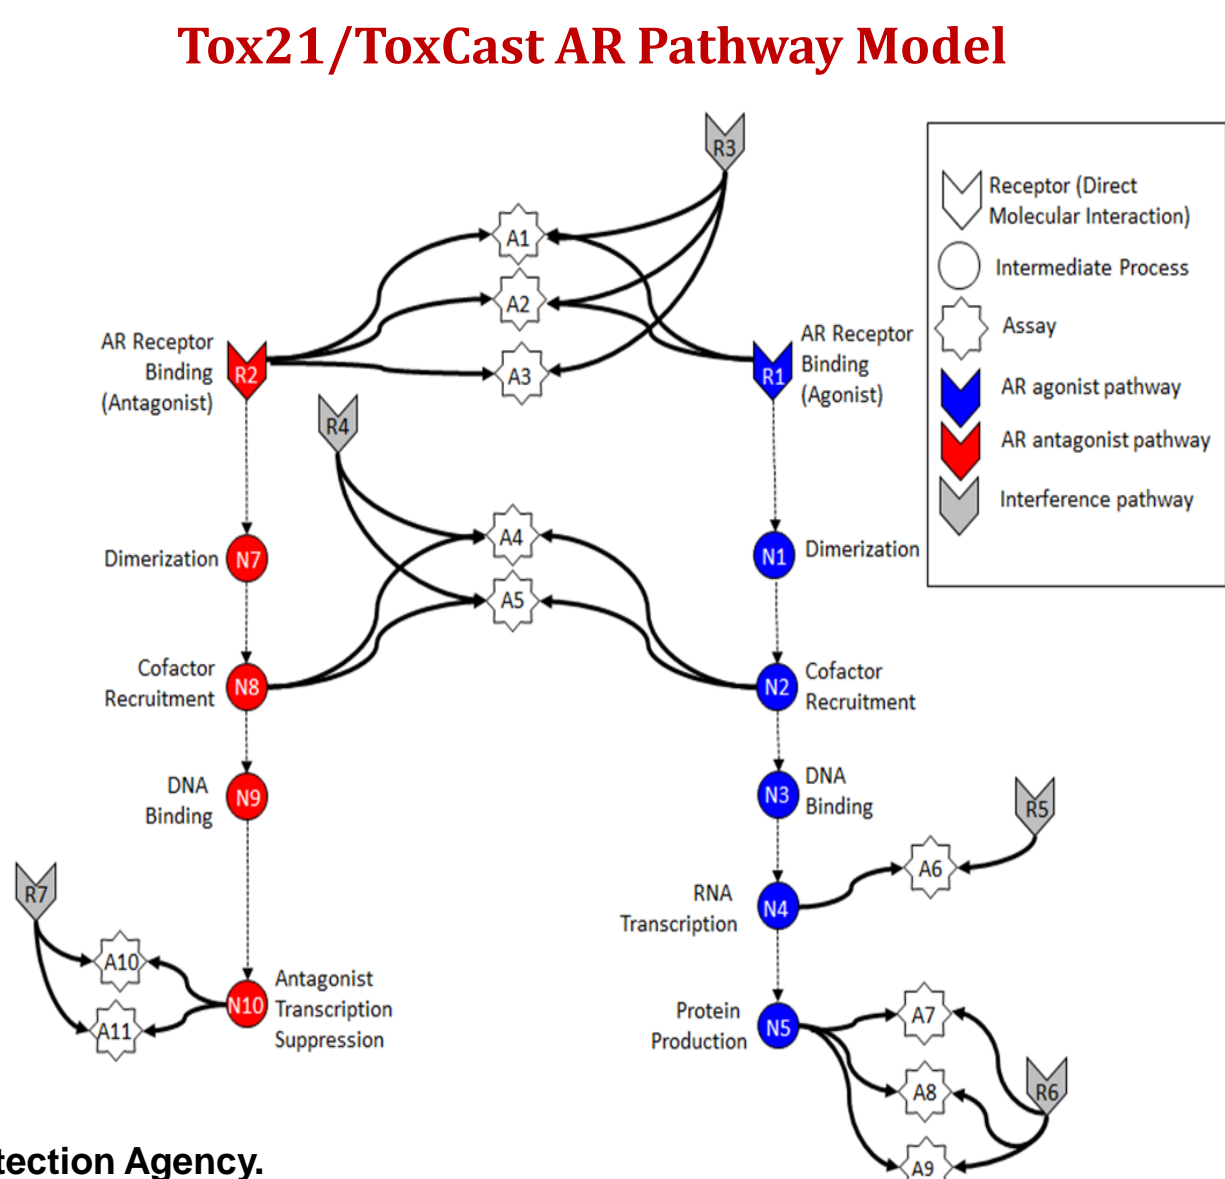 Tox21/ToxCast AR Pathway Model
R3
Receptor (Direct
Molecular Interaction)
Intermediate Process
Assay
AR agonist pathway
AR antagonist pathway
Interference pathway
A1
A2
A3
AR Receptor
Binding
(Antagonist)
R2
R1
AR Receptor
Binding
(Agonist)
R4
A4
A5
Dimerization
N7
N1
Dimerization
Cofactor
Recruitment
N8
N2
Cofactor
Recruitment
DNA
Binding
N9
N3
DNA
Binding
R5
A6
RNA
Transcription
N4
R7
A10
A11
N10
Antagonist
Transcription
Suppression
Protein
Production
N5
A7
A8
A9
R6
tection Agency.